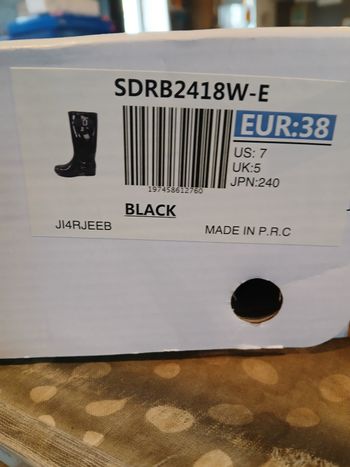 SDRB2418W-E
EUR:38
US: 7
UK:5
JPN:240
197458612760
BLACK
JI4RJEEB
MADE IN P.R.C